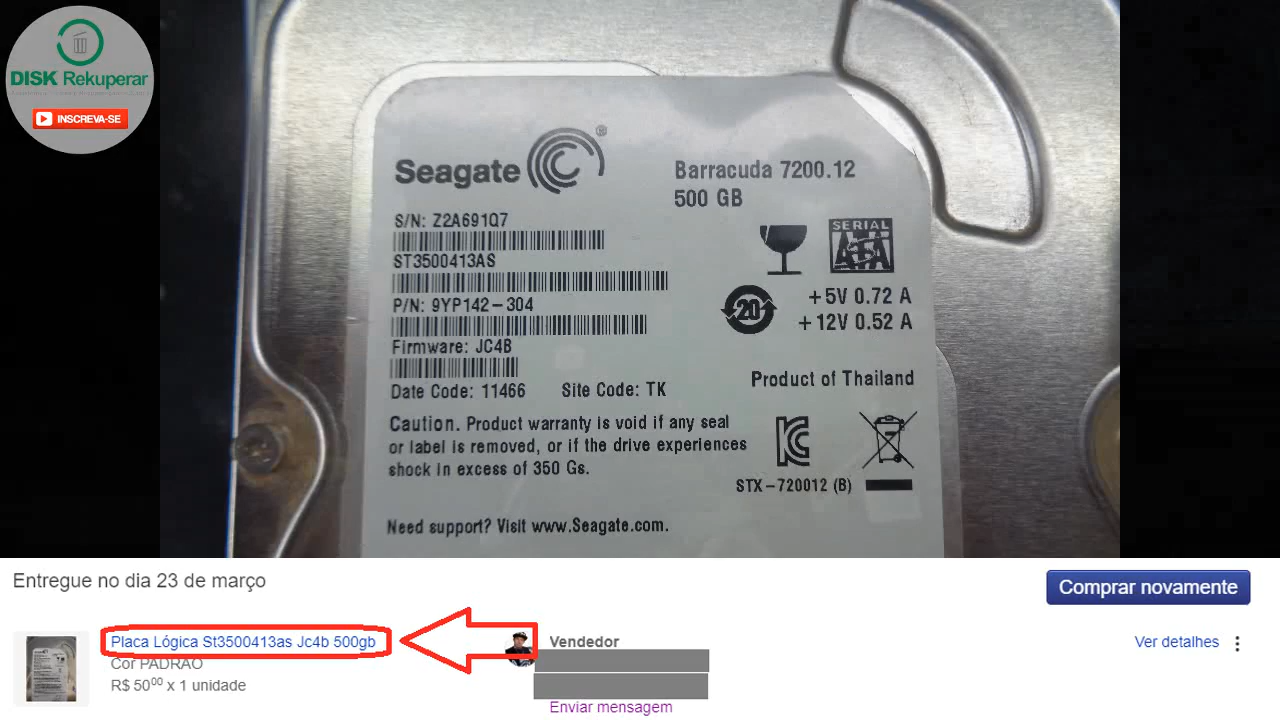 DISK Rekuperar
INSCREVA-SE
Seagate®
Barracuda 7200.12
500 GB
S/N: Z2A691Q7
ST3500413AS
P/N: 9YP142-304
Firmware: JC4B
Date Code: 11466 Site Code: TK
SERIAL
ATA
20
+5V 0.72 A
+12V 0.52 A
Product of Thailand
Caution. Product warranty is void if any seal
or label is removed, or if the drive experiences
shock in excess of 350 Gs.
STX-720012 (B)
Need support? Visit www.Seagate.com.
Entregue no dia 23 de março
Comprar novamente
Placa Lógica St3500413as Jc4b 500gb
Cor PADRAO
R$ 50⁰⁰ x 1 unidade
Vendedor
Enviar mensagem
Ver detalhes